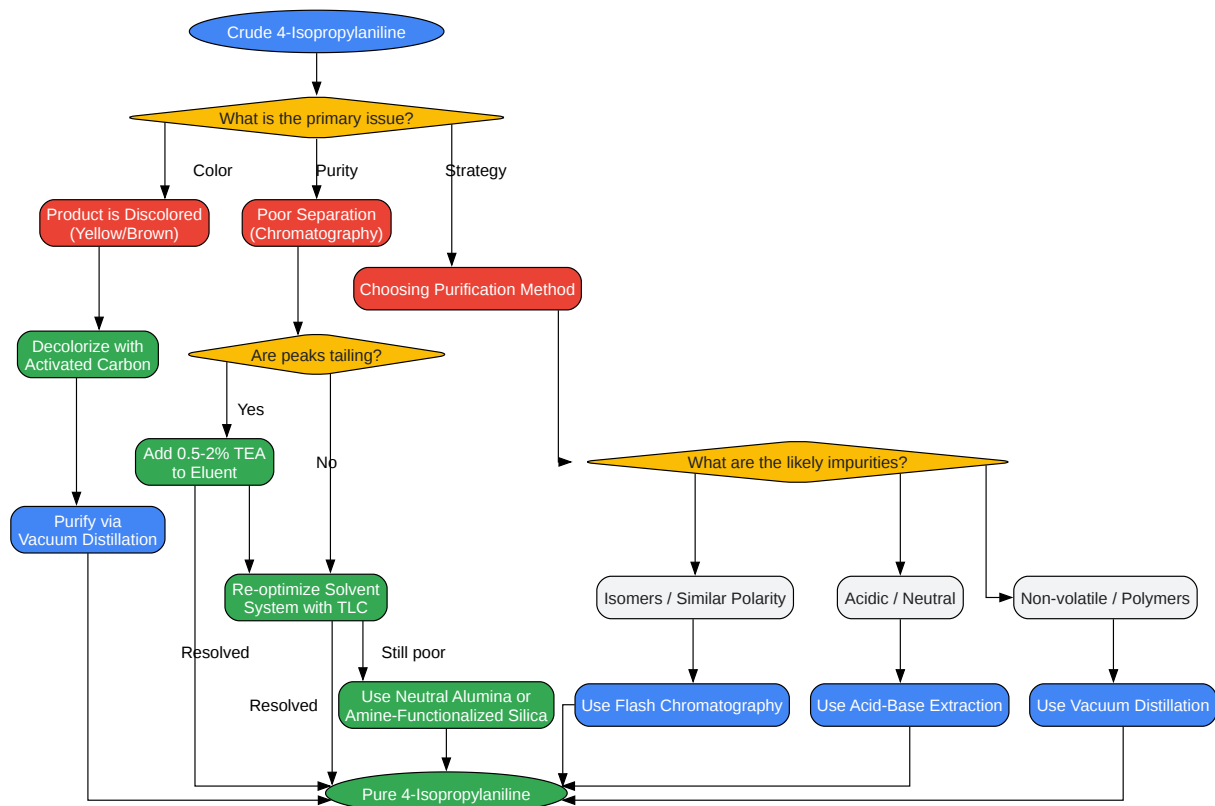 Crude 4-Isopropylaniline
What is the primary issue?
Color
Purity
Strategy
Product is Discolored
(Yellow/Brown)
Poor Separation
(Chromatography)
Choosing Purification Method
Decolorize with
Activated Carbon
Are peaks tailing?
Yes
No
Add 0.5-2% TEA
to Eluent
What are the likely impurities?
Purify via
Vacuum Distillation
Re-optimize Solvent
System with TLC
Isomers / Similar Polarity
Acidic / Neutral
Non-volatile / Polymers
Resolved
Still poor
Resolved
Use Neutral Alumina or
Amine-Functionalized Silica
Use Flash Chromatography
Use Acid-Base Extraction
Use Vacuum Distillation
Pure 4-Isopropylaniline